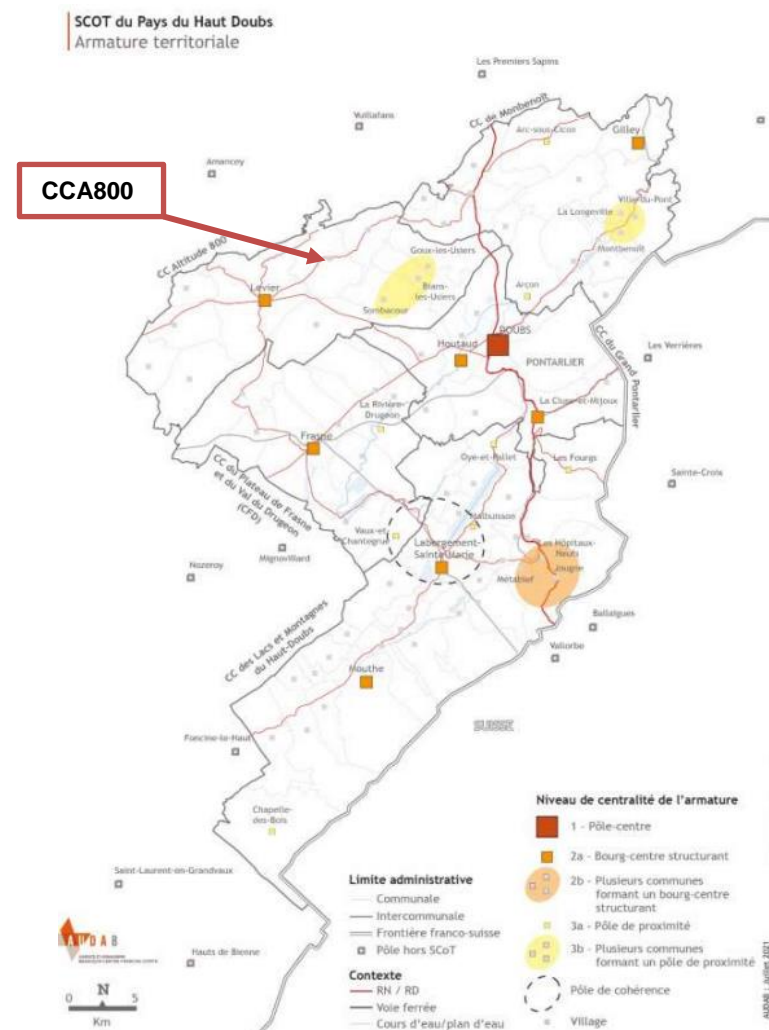 SCOT du Pays du Haut Doubs
Armature territoriale
Les Premiers Sapins
CC de Monbenoît
Vuillafans
Arc-sous-Cicon
Gilley
Amancey
CCA800
Ville-du-Pont
La Longeville
Montbenoît
CC Altitude 800
Goux-les-Usiers
Bians-
les-Usiers
Sombacour
Levier
Arçon
DOUBS
Houtaud
PONTARLIER
CC du Grand Pontarlier
Les Verrières
La Rivière-
Drugeon
La Cluse-et-Mijoux
Frasne
Oye-et-Pallet
Les Fourgs
Sainte-Croix
CC du Plateau de Frasne
et du Val du Drugeon
(CFD)
Malbuisson
Vaux-et-
Chantegrue
Labergement-
Sainte-Marie
Les Hôpitaux-
Neufs
Jougne
Métabief
Mignovillard
Nozeroy
Ballaigues
Vallorbe
CC des Lacs et Montagnes
du Haut-Doubs
Mouthe
SUISSE
Foncine-le-Haut
Chapelle-
des-Bois
Saint-Laurent-en-Grandvaux
Hauts de Bienne
Niveau de centralité de l'armature
1 - Pôle-centre
2a - Bourg-centre structurant
2b - Plusieurs communes
formant un bourg-centre
structurant
3a - Pôle de proximité
3b - Plusieurs communes
formant un pôle de proximité
Pôle de cohérence
Village
Limite administrative
Communale
Intercommunale
Frontière franco-suisse
Pôle hors SCoT
Contexte
RN / RD
Voie ferrée
Cours d'eau/plan d'eau
AUDAB
N
0 5
Km
AUDAB : Juillet 2021